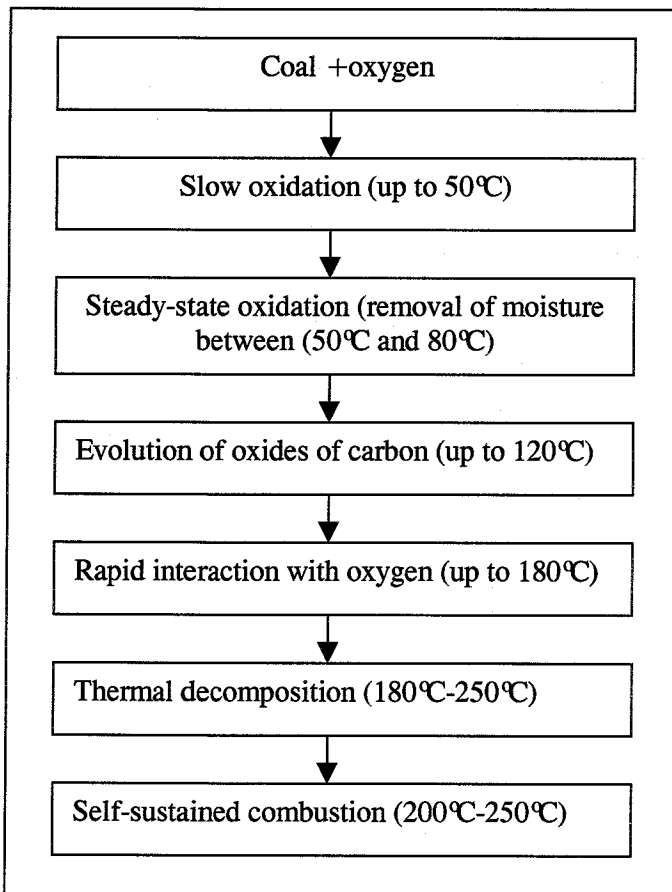 Coal +oxygen
Slow oxidation (up to 50℃)
Steady-state oxidation (removal of moisture
between (50℃ and 80℃)
Evolution of oxides of carbon (up to 120℃)
Rapid interaction with oxygen (up to 180℃)
Thermal decomposition (180℃-250℃)
Self-sustained combustion (200℃-250℃)